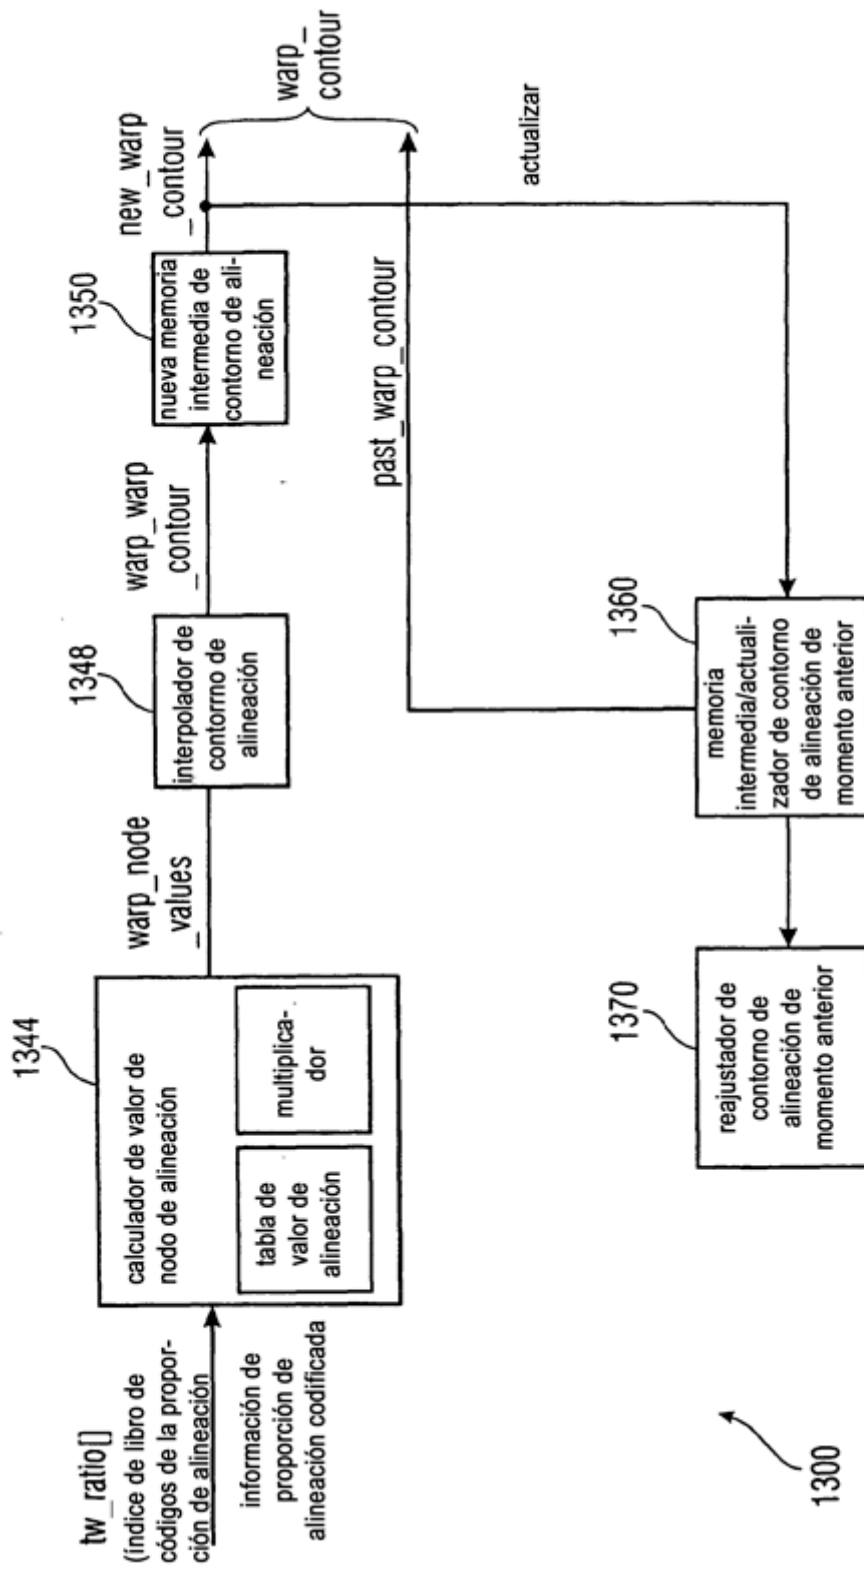 tw_ratio[]
(índice de libro de
códigos de la propor-
ción de alineación
información de
proporción de
alineación codificada
1344
calculador de valor de
nodo de alineación
tabla de
valor de
alineación
multiplica-
dor
warp_node
_values
1348
interpolador de
contorrno de
alineación
warp_warp
_contour
1350
nueva memoria
intermedia de
contorno de ali-
neación
new_warp
_contour
warp_
contour
past_warp_contour
actualizar
1360
memoria
intermedia/actuali-
zador de contorno
de alineación de
momento anterior
1370
reajustador de
contorno de
alineación de
momento anterior
1300